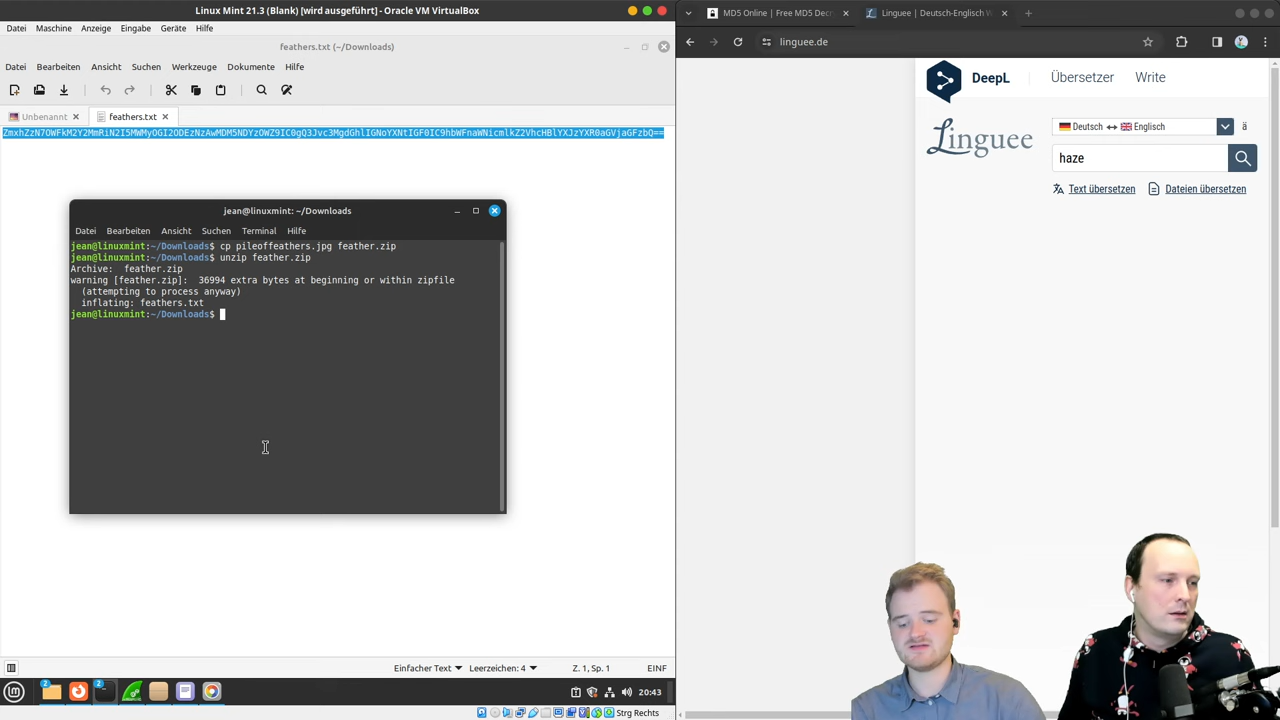 Linux Mint 21.3 (Blank) [wird ausgeführt] - Oracle VM VirtualBox
Datei Maschine Anzeige Eingabe Geräte Hilfe
feathers.txt (~/Downloads)
Datei Bearbeiten Ansicht Suchen Werkzeuge Dokumente Hilfe
Unbenannt feathers.txt
jean@linuxmint: ~/Downloads
Datei Bearbeiten Ansicht Suchen Terminal Hilfe
jean@linuxmint:~/Downloads$ cp pileoffeathers.jpg feather.zip
jean@linuxmint:~/Downloads$ unzip feather.zip
Archive:  feather.zip
warning [feather.zip]:  36994 extra bytes at beginning or within zipfile
  (attempting to process anyway)
  inflating: feathers.txt
jean@linuxmint:~/Downloads$
Einfacher Text Leerzeichen: 4 Z. 1, Sp. 1 EINF
2 2 20:43
Strg Rechts
MD5 Online | Free MD5 Decr Linguee | Deutsch-Englisch W
linguee.de
DeepL Übersetzer Write
Linguee
Deutsch Englisch ä
haze
Text übersetzen Dateien übersetzen